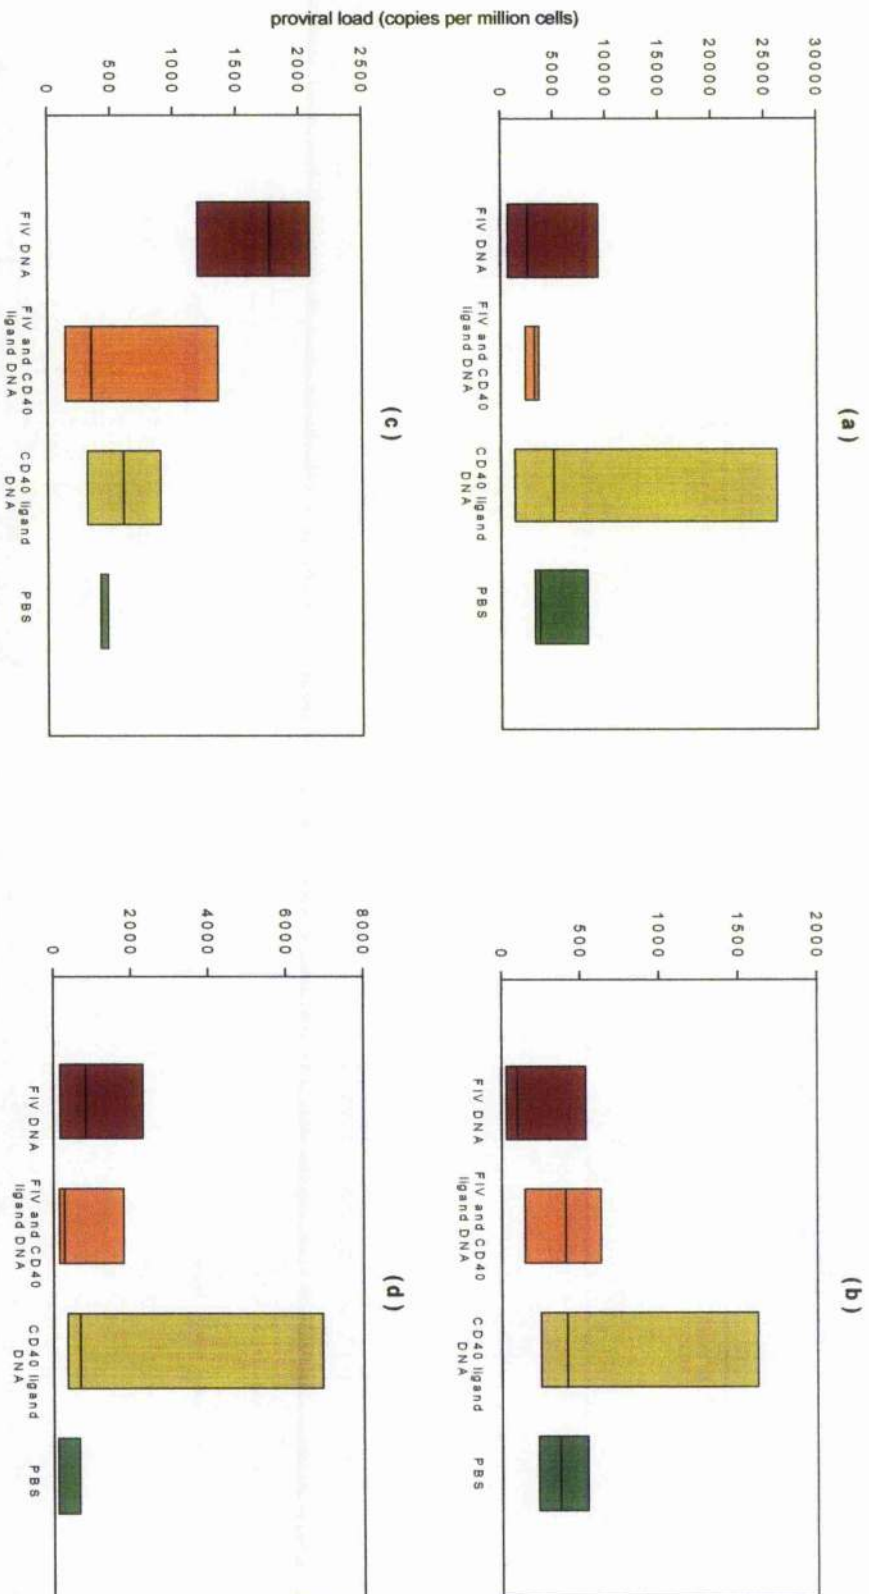 proviral load (copies per million cells)
(a)
30000
25000
20000
15000
10000
5000
0
FIV DNA
FIV and CD40
ligand DNA
CD40 ligand
DNA
PBS
(b)
2000
1500
1000
500
0
FIV DNA
FIV and CD40
ligand DNA
CD40 ligand
DNA
PBS
(c)
2500
2000
1500
1000
500
0
FIV DNA
FIV and CD40
ligand DNA
CD40 ligand
DNA
PBS
(d)
8000
6000
4000
2000
0
FIV DNA
FIV and CD40
ligand DNA
CD40 ligand
DNA
PBS